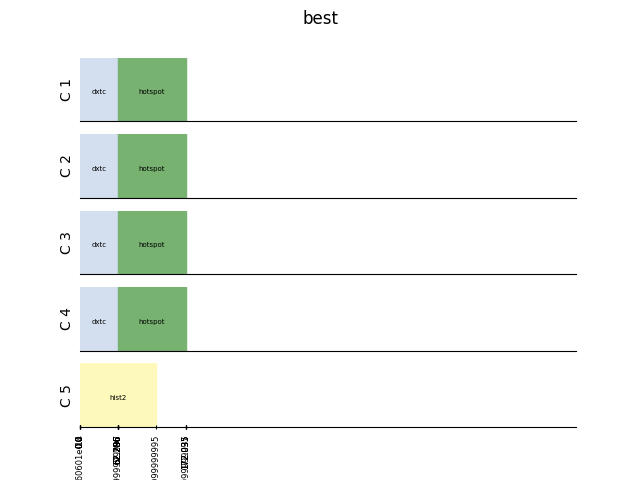 best
C 1
dxtc
hotspot
C 2
dxtc
hotspot
C 3
dxtc
hotspot
C 4
dxtc
hotspot
C 5
hist2